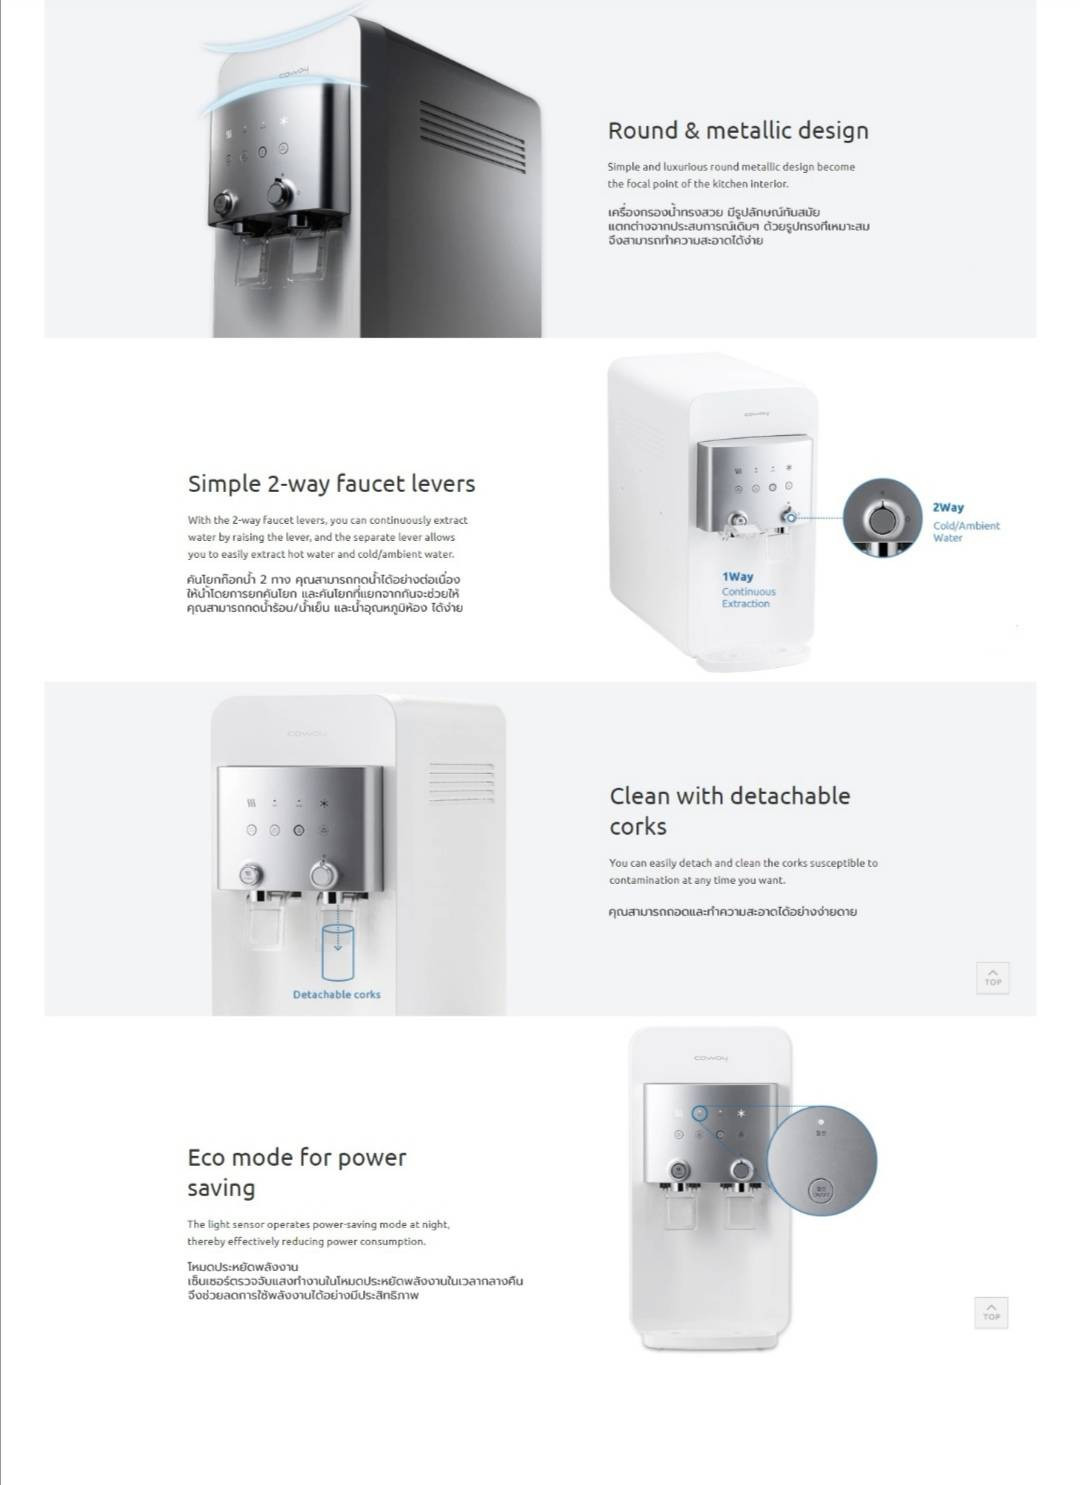 coway
Round & metallic design
Simple and luxurious round metallic design become
the focal point of the kitchen interior.
เครื่องกรองน้ำทรงสวย มีรูปลักษณ์ทันสมัย
แตกต่างจากประสบการณ์เดิมๆ ด้วยรูปทรงที่เหมาะสม
จึงสามารถทำความสะอาดได้ง่าย
coway
Simple 2-way faucet levers
With the 2-way faucet levers, you can continuously extract
water by raising the lever, and the separate lever allows
you to easily extract hot water and cold/ambient water.
คันโยกก๊อกน้ำ 2 ทาง คุณสามารถกดน้ำได้อย่างต่อเนื่อง
ให้น้ำโดยการยกคันโยก และคันโยกที่แยกจากกันจะช่วยให้
คุณสามารถกดน้ำร้อน/น้ำเย็น และน้ำอุณหภูมิห้อง ได้ง่าย
2Way
Cold/Ambient
Water
1Way
Continuous
Extraction
coway
Clean with detachable
corks
You can easily detach and clean the corks susceptible to
contamination at any time you want.
คุณสามารถถอดและทำความสะอาดได้อย่างง่ายดาย
Detachable corks
TOP
coway
Eco mode for power
saving
The light sensor operates power-saving mode at night,
thereby effectively reducing power consumption.
โหมดประหยัดพลังงาน
เซ็นเซอร์ตรวจจับแสงทำงานในโหมดประหยัดพลังงานในเวลากลางคืน
จึงช่วยลดการใช้พลังงานได้อย่างมีประสิทธิภาพ
TOP